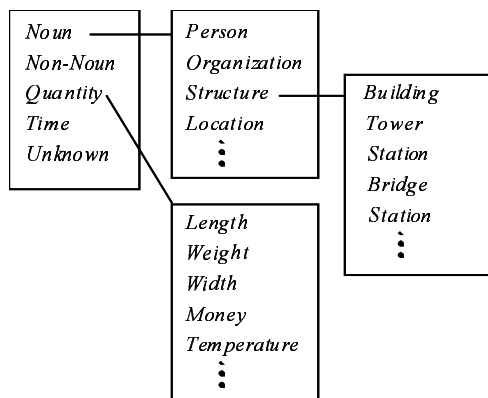 Noun
Non-Noun
Quantity
Time
Unknown
Person
Organization
Structure
Location
Building
Tower
Station
Bridge
Station
Length
Weight
Width
Money
Temperature